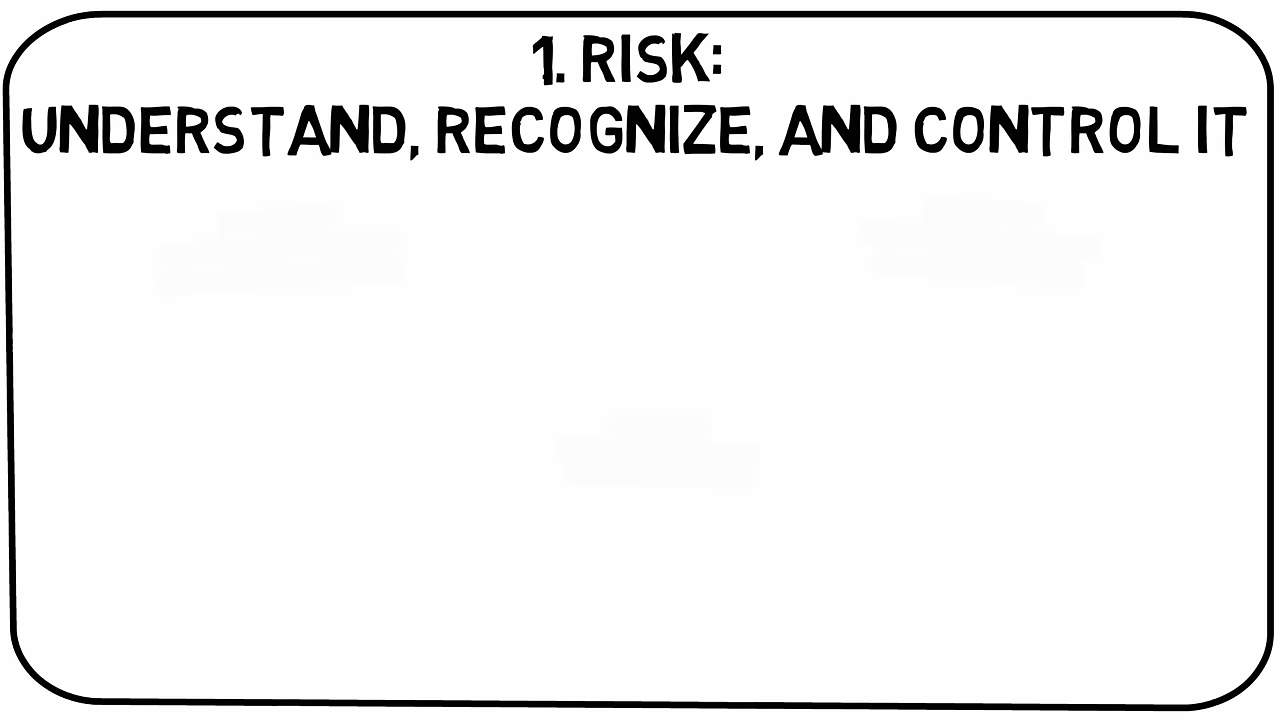 1. RISK:
UNDERSTAND, RECOGNIZE, AND CONTROL IT